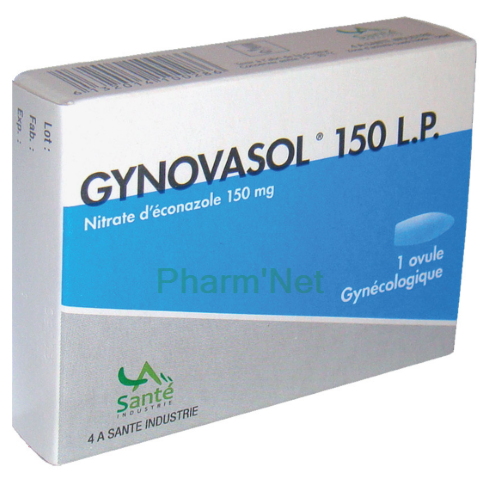 Lot :
Fab. :
Exp. :
GYNOVASOL ® 150 L.P.
Nitrate d'éconazole 150 mg
1 ovule
Gynécologique
Pharm'Net
Santé
INDUSTRIE
4 A SANTE INDUSTRIE